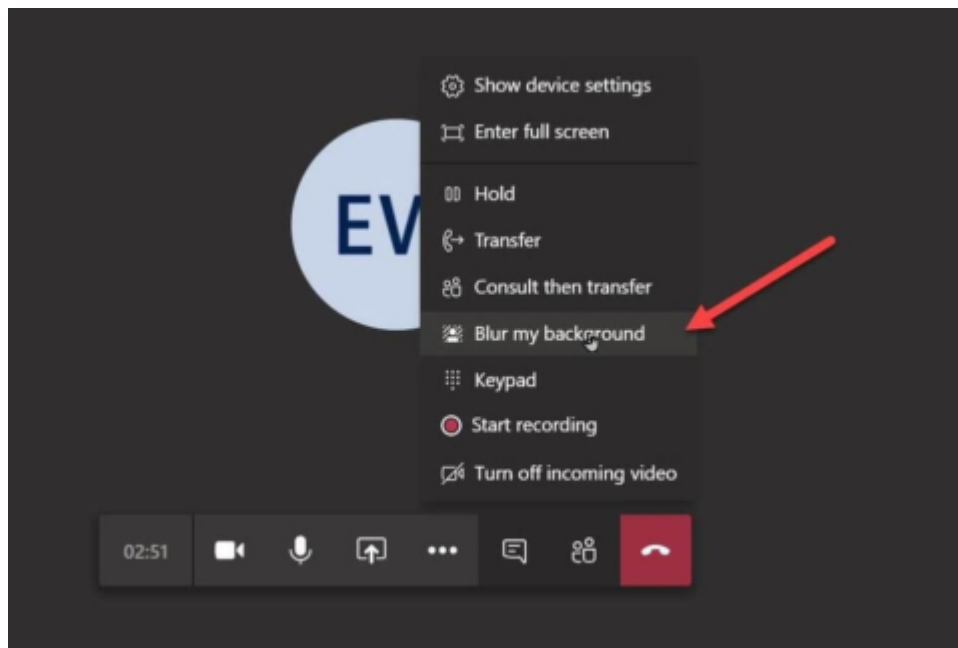 Show device settings
Enter full screen
EV
Hold
Transfer
Consult then transfer
Blur my background
Keypad
Start recording
Turn off incoming video
02:51